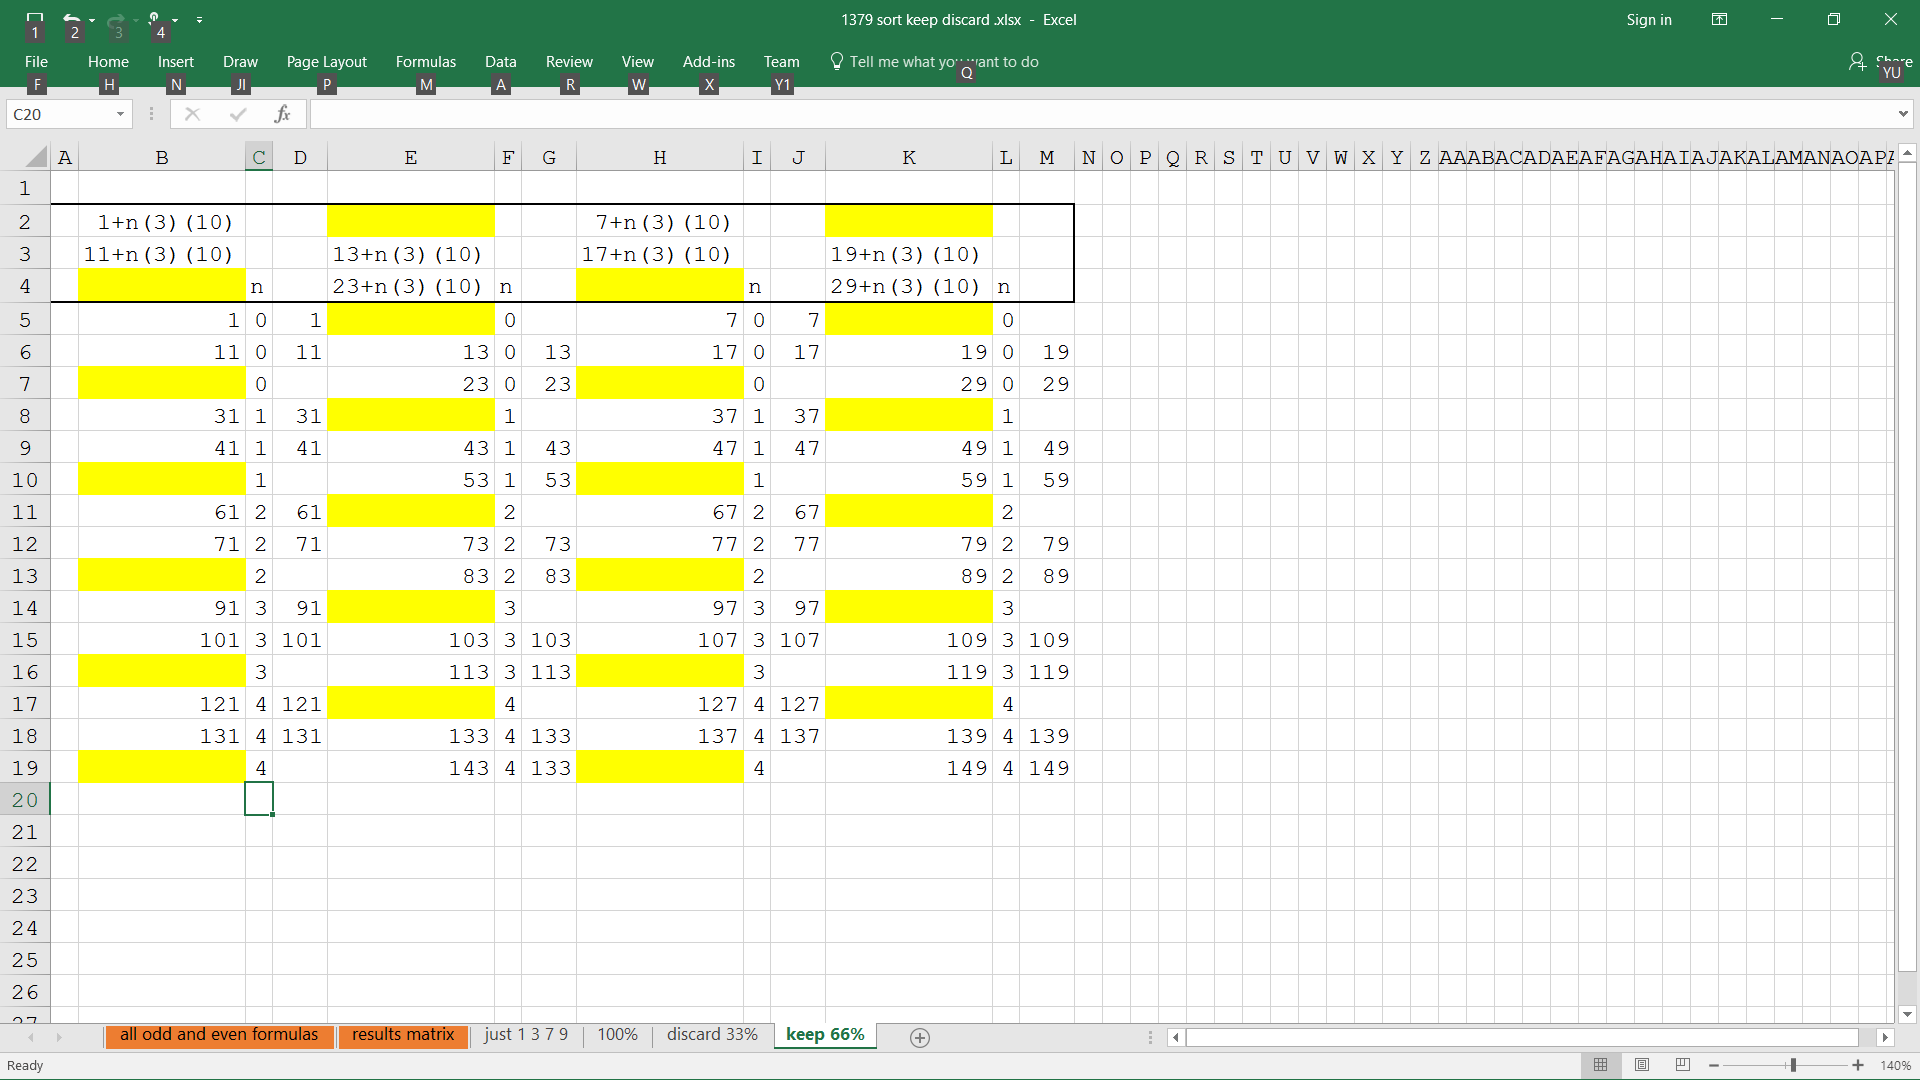 1379 sort keep discard .xlsx - Excel
Sign in
1 2 3 4
File Home Insert Draw Page Layout Formulas Data Review View Add-ins Team Tell me what you want to do Share
F H N JI P M A R W X Y1 Q YU
C20 fx
A B C D E F G H I J K L M N O P Q R S T U V W X Y Z AA AB AC AD AE AF AG AH AI AJ AK AL AM AN AO AP
1
2 1+n(3)(10) 7+n(3)(10)
3 11+n(3)(10) 13+n(3)(10) 17+n(3)(10) 19+n(3)(10)
4 n 23+n(3)(10) n n 29+n(3)(10) n
5 1 0 1 0 7 0 7 0
6 11 0 11 13 0 13 17 0 17 19 0 19
7 0 23 0 23 0 29 0 29
8 31 1 31 1 37 1 37 1
9 41 1 41 43 1 43 47 1 47 49 1 49
10 1 53 1 53 1 59 1 59
11 61 2 61 2 67 2 67 2
12 71 2 71 73 2 73 77 2 77 79 2 79
13 2 83 2 83 2 89 2 89
14 91 3 91 3 97 3 97 3
15 101 3 101 103 3 103 107 3 107 109 3 109
16 3 113 3 113 3 119 3 119
17 121 4 121 4 127 4 127 4
18 131 4 131 133 4 133 137 4 137 139 4 139
19 4 143 4 133 4 149 4 149
20
21
22
23
24
25
26
27
all odd and even formulas results matrix just 1 3 7 9 100% discard 33% keep 66%
Ready 140%